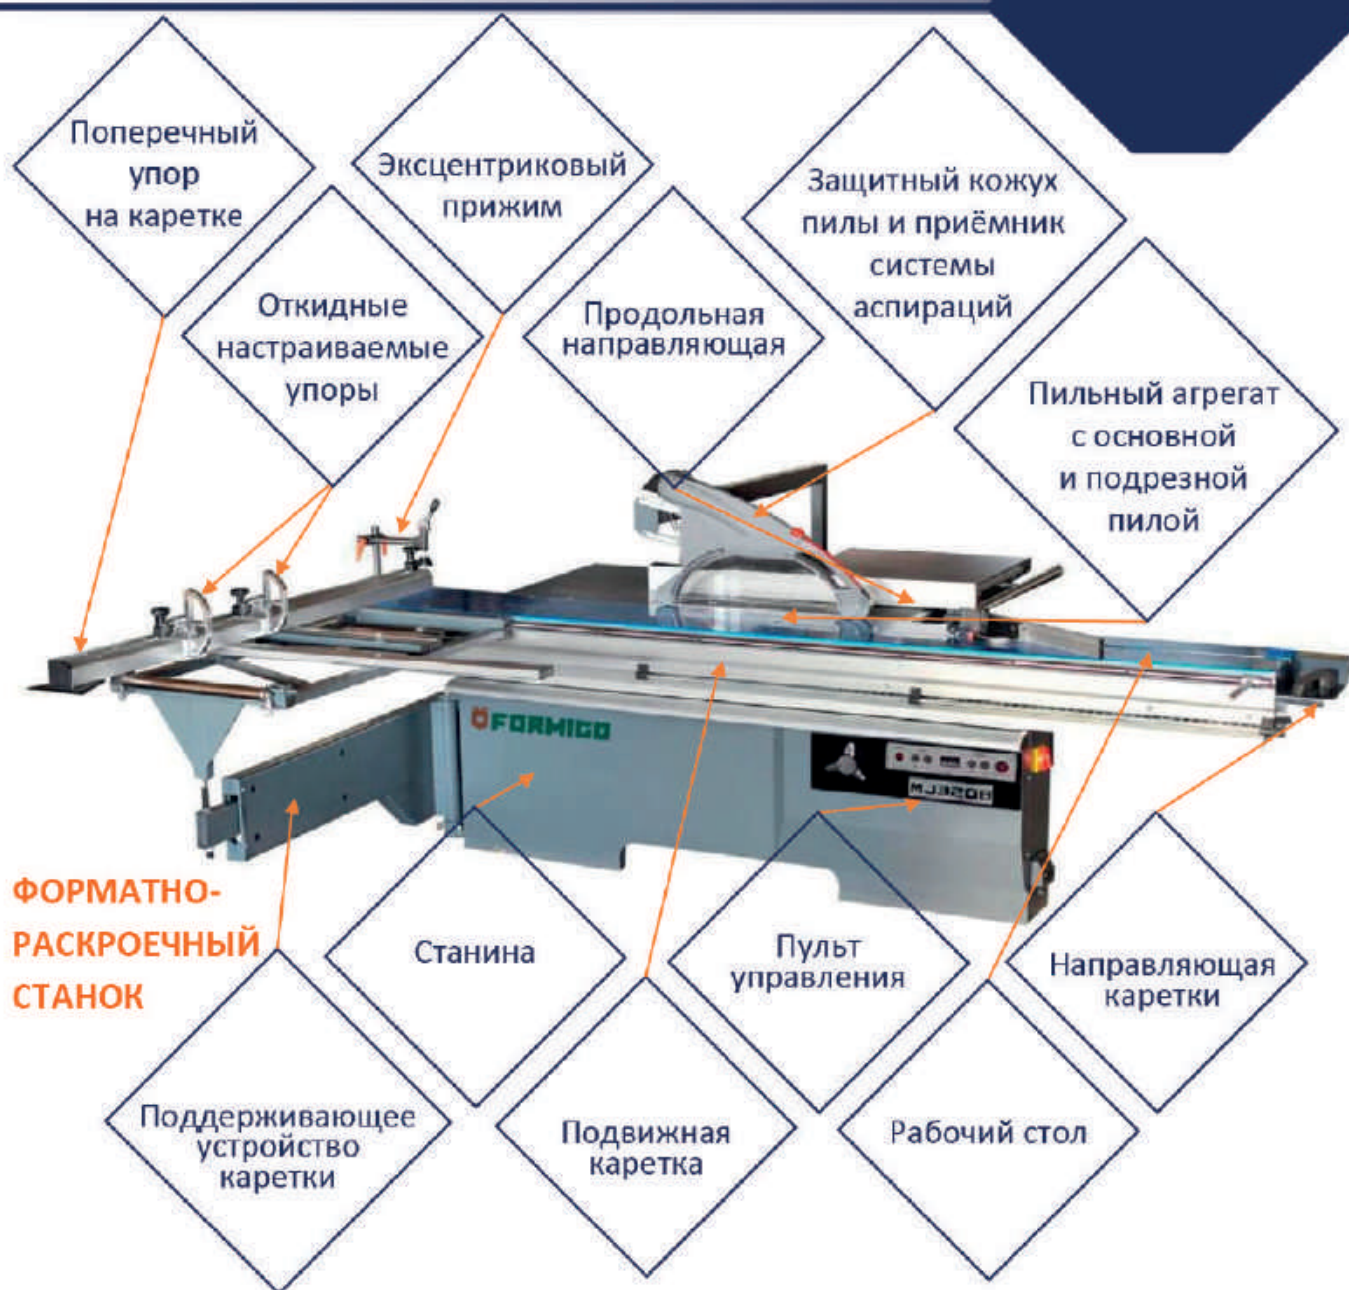 Поперечный
упор
на каретке
Эксцентриковый
прижим
Защитный кожух
пилы и приёмник
системы
аспираций
Откидные
настраиваемые
упоры
Продольная
направляющая
Пильный агрегат
с основной
и подрезной
пилой
FORMIGO
MJ320B
ФОРМАТНО-
РАСКРОЕЧНЫЙ
СТАНОК
Станина
Пульт
управления
Направляющая
каретки
Поддерживающее
устройство
каретки
Подвижная
каретка
Рабочий стол